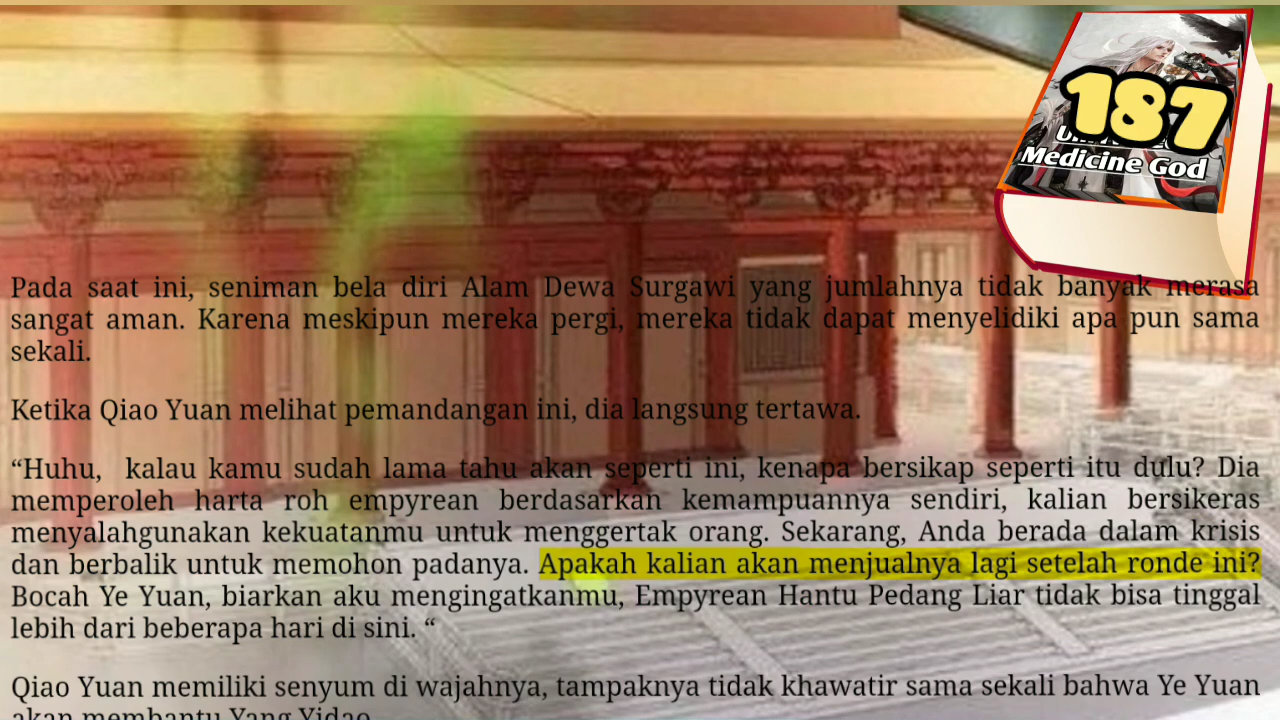 187
Medicine God
Pada saat ini, seniman bela diri Alam Dewa Surgawi yang jumlahnya tidak banyak merasa
sangat aman. Karena meskipun mereka pergi, mereka tidak dapat menyelidiki apa pun sama
sekali.
Ketika Qiao Yuan melihat pemandangan ini, dia langsung tertawa.
“Huhu,  kalau kamu sudah lama tahu akan seperti ini, kenapa bersikap seperti itu dulu? Dia
memperoleh harta roh empyrean berdasarkan kemampuannya sendiri, kalian bersikeras
menyalahgunakan kekuatanmu untuk menggertak orang. Sekarang, Anda berada dalam krisis
dan berbalik untuk memohon padanya. Apakah kalian akan menjualnya lagi setelah ronde ini?
Bocah Ye Yuan, biarkan aku mengingatkanmu, Empyrean Hantu Pedang Liar tidak bisa tinggal
lebih dari beberapa hari di sini. “
Qiao Yuan memiliki senyum di wajahnya, tampaknya tidak khawatir sama sekali bahwa Ye Yuan
akan membantu Yang Yidao.